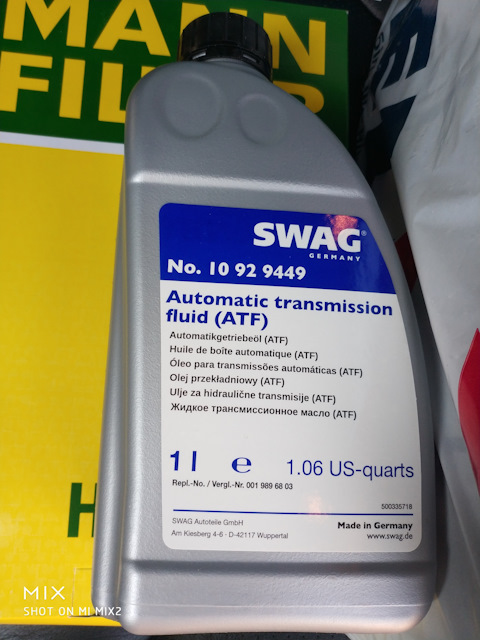 MANN
FILTER
SWAG®
GERMANY
No. 10 92 9449
Automatic transmission
fluid (ATF)
Automatikgetriebeöl (ATF)
Huile de boîte automatique (ATF)
Óleo para transmissões automáticas (ATF)
Olej przekładniowy (ATF)
Ulje za hidraulične transmisije (ATF)
Жидкое трансмиссионное масло (ATF)
1 l e 1.06 US-quarts
Repl.-No. / Vergl.-Nr. 001 989 68 03
500335718
SWAG Autoteile GmbH
Am Kiesberg 4-6 · D-42117 Wuppertal
Made in Germany
www.swag.de
H
MIX
SHOT ON MI MIX2